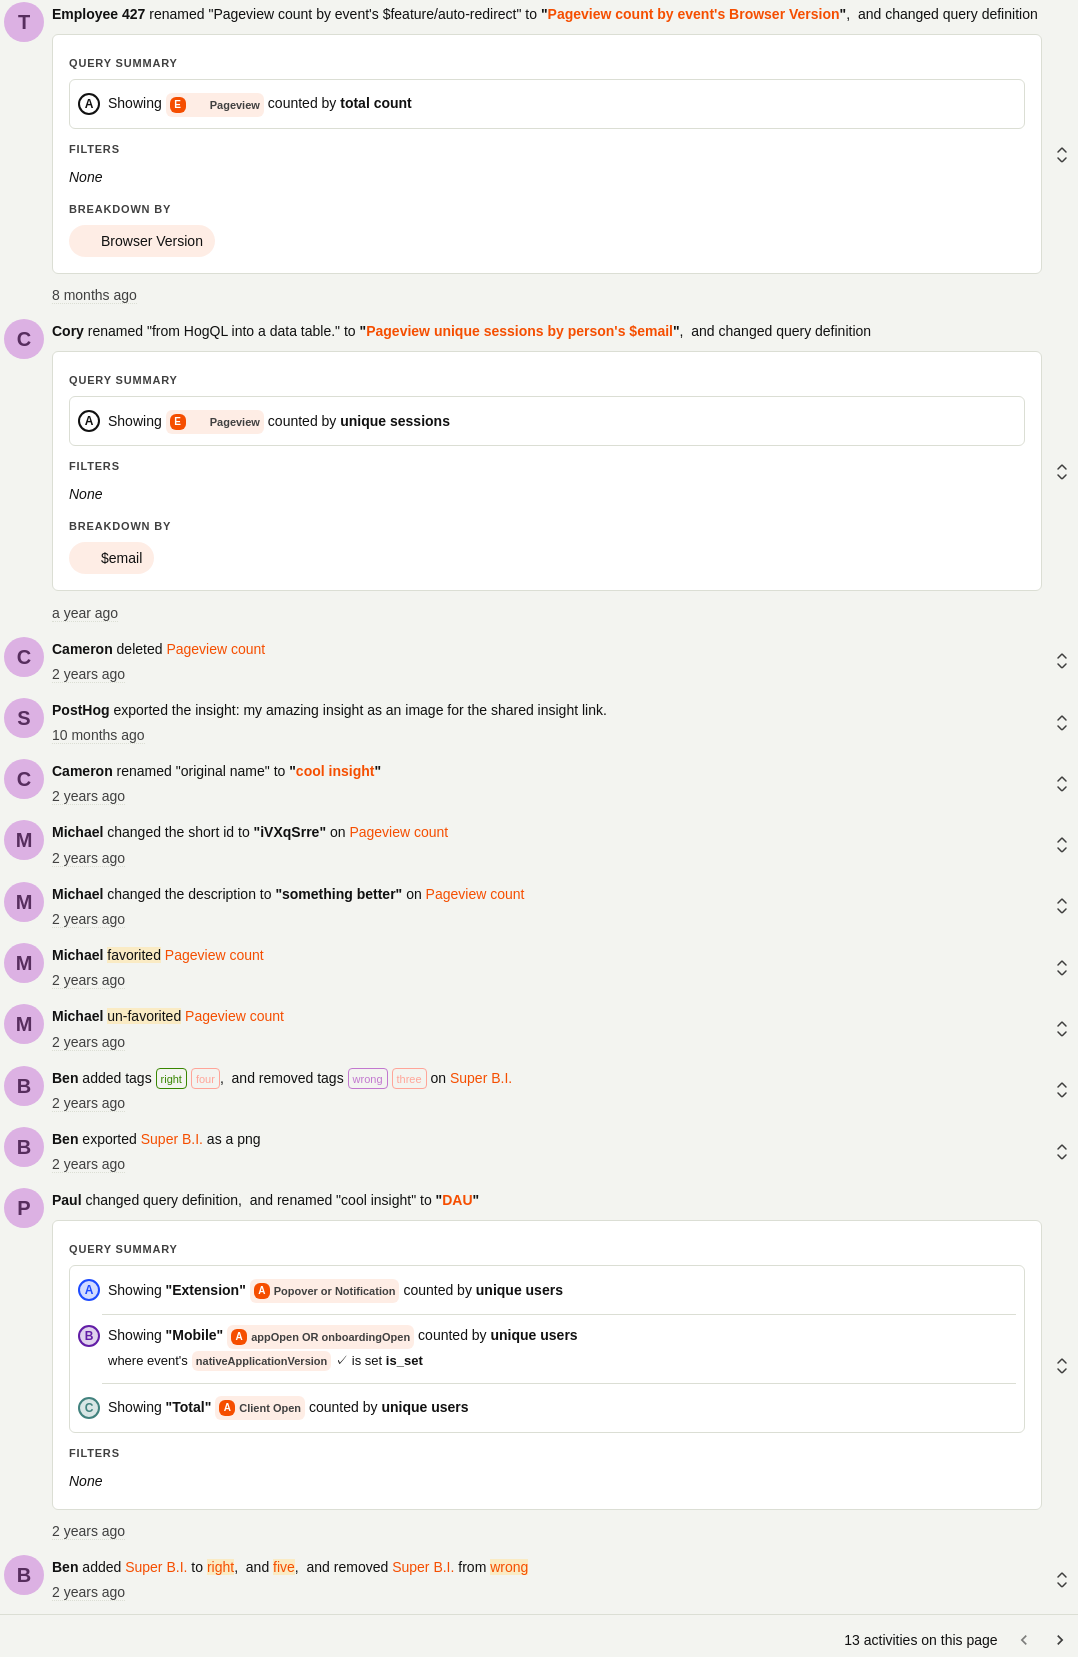 T
Employee 427 renamed "Pageview count by event's $feature/auto-redirect" to "Pageview count by event's Browser Version", and changed query definition
QUERY SUMMARY
A Showing E Pageview counted by total count
FILTERS
None
BREAKDOWN BY
Browser Version
8 months ago
C
Cory renamed "from HogQL into a data table." to "Pageview unique sessions by person's $email", and changed query definition
QUERY SUMMARY
A Showing E Pageview counted by unique sessions
FILTERS
None
BREAKDOWN BY
$email
a year ago
C
Cameron deleted Pageview count
2 years ago
S
PostHog exported the insight: my amazing insight as an image for the shared insight link.
10 months ago
C
Cameron renamed "original name" to "cool insight"
2 years ago
M
Michael changed the short id to "iVXqSrre" on Pageview count
2 years ago
M
Michael changed the description to "something better" on Pageview count
2 years ago
M
Michael favorited Pageview count
2 years ago
M
Michael un-favorited Pageview count
2 years ago
B
Ben added tags right four, and removed tags wrong three on Super B.I.
2 years ago
B
Ben exported Super B.I. as a png
2 years ago
P
Paul changed query definition, and renamed "cool insight" to "DAU"
QUERY SUMMARY
A Showing "Extension" A Popover or Notification counted by unique users
B Showing "Mobile" A appOpen OR onboardingOpen counted by unique users
where event's nativeApplicationVersion ✓ is set is_set
C Showing "Total" A Client Open counted by unique users
FILTERS
None
2 years ago
B
Ben added Super B.I. to right, and five, and removed Super B.I. from wrong
2 years ago
13 activities on this page